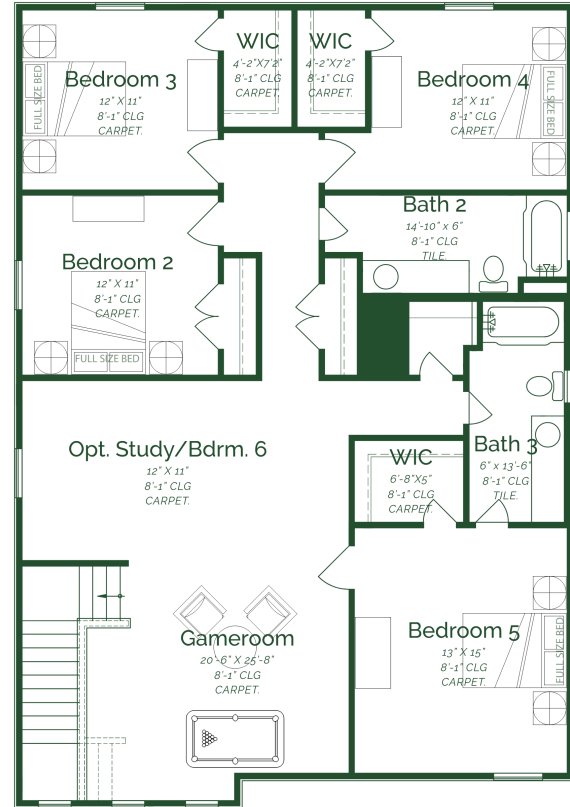 WIC
4'-2"X7'2"
8'-1" CLG
CARPET.
WIC
4'-2"X7'2"
8'-1" CLG
CARPET.
Bedroom 3
12" X 11"
8'-1" CLG
CARPET.
FULL SIZE BED
Bedroom 4
12" X 11"
8'-1" CLG
CARPET.
FULL SIZE BED
Bath 2
14'-10" x 6"
8'-1" CLG
TILE.
Bedroom 2
12" X 11"
8'-1" CLG
CARPET.
FULL SIZE BED
Opt. Study/Bdrm. 6
12" X 11"
8'-1" CLG
CARPET.
WIC
6'-8"X5"
8'-1" CLG
CARPET.
Bath 3
6" x 13'-6"
8'-1" CLG
TILE.
Gameroom
20'-6" X 25'-8"
8'-1" CLG
CARPET.
Bedroom 5
13" X 15"
8'-1" CLG
CARPET.
FULL SIZE BED